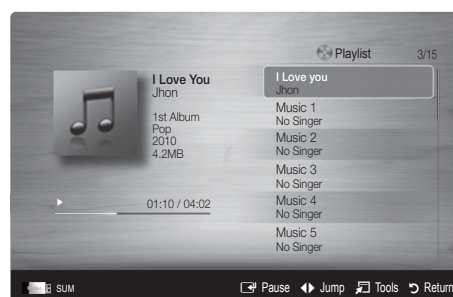 Playlist 3/15
I Love You
Jhon
1st Album
Pop
2010
4.2MB
01:10 / 04:02
I Love you
Jhon
Music 1
No Singer
Music 2
No Singer
Music 3
No Singer
Music 4
No Singer
Music 5
No Singer
SUM Pause Jump Tools Return